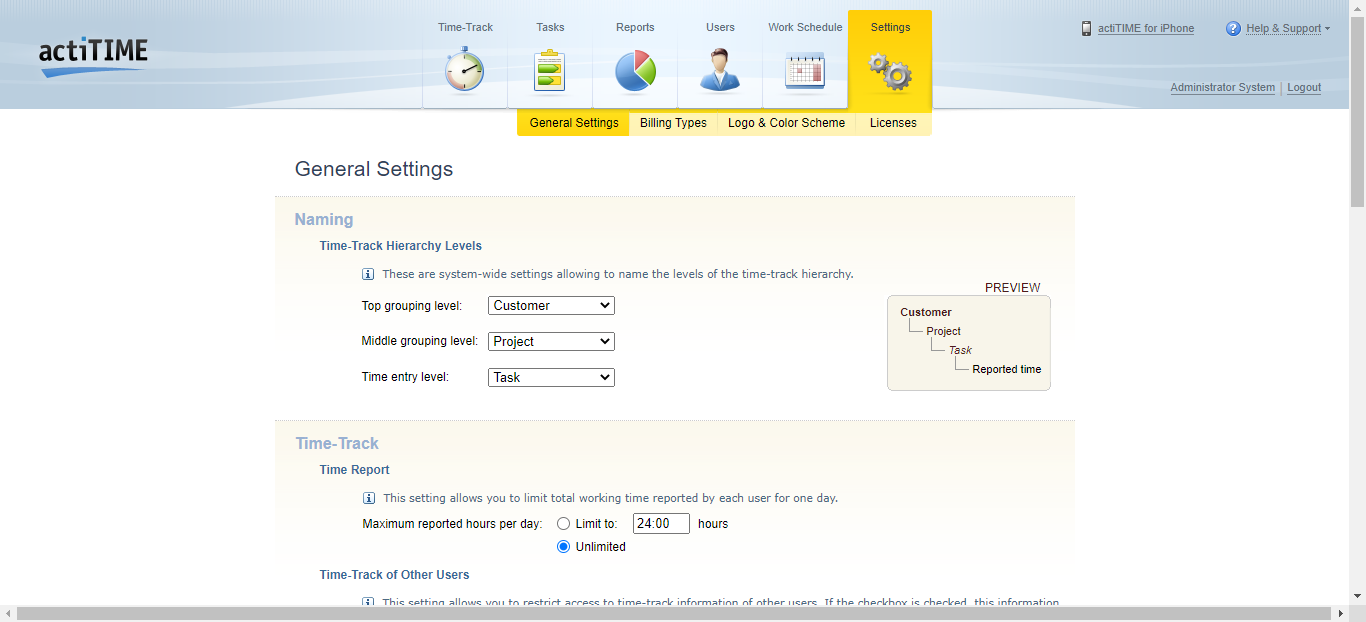 actiTIME
Time-Track Tasks Reports Users Work Schedule Settings
actiTIME for iPhone Help & Support
Administrator System | Logout
General Settings Billing Types Logo & Color Scheme Licenses
General Settings
Naming
Time-Track Hierarchy Levels
These are system-wide settings allowing to name the levels of the time-track hierarchy.
Top grouping level: Customer
Middle grouping level: Project
Time entry level: Task
PREVIEW
Customer
Project
Task
Reported time
Time-Track
Time Report
This setting allows you to limit total working time reported by each user for one day.
Maximum reported hours per day: Limit to: 24:00 hours
Unlimited
Time-Track of Other Users
This setting allows you to restrict access to time-track information of other users. If the checkbox is checked, this information